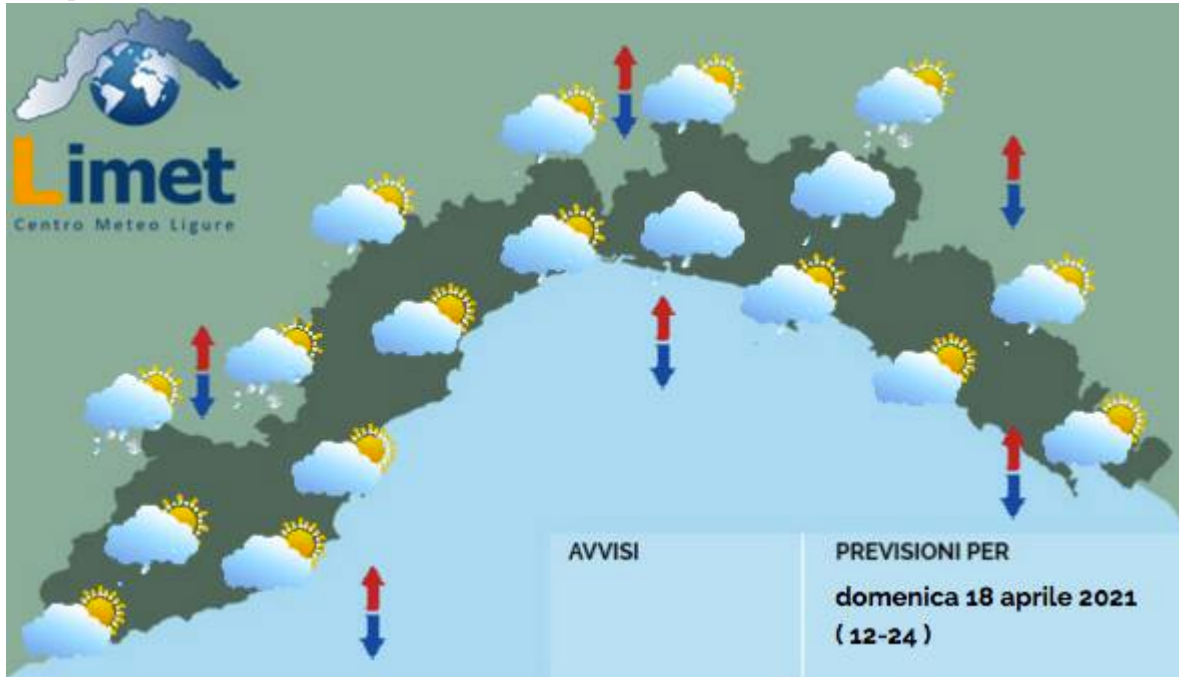 Limet
Centro Meteo Ligure
AVVISI
PREVISIONI PER
domenica 18 aprile 2021
( 12-24 )